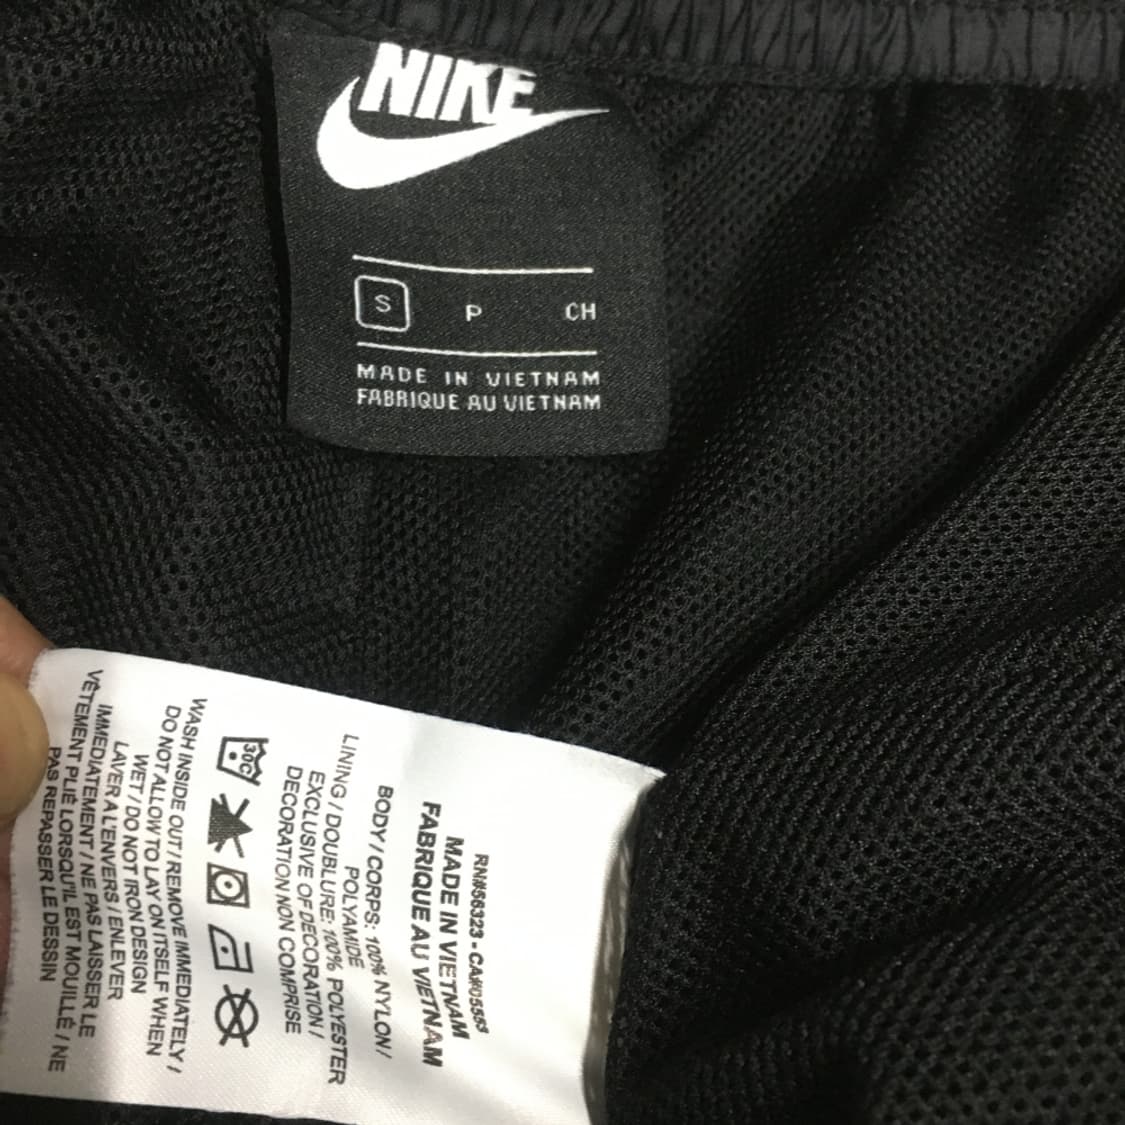 NIKE
S P CH
MADE IN VIETNAM
FABRIQUE AU VIETNAM
RN#56323 - CA#05553
MADE IN VIETNAM
FABRIQUE AU VIETNAM
BODY / CORPS: 100% NYLON /
POLYAMIDE
LINING / DOUBLURE: 100% POLYESTER
EXCLUSIVE OF DECORATION /
DECORATION NON COMPRISE
30C
WASH INSIDE OUT / REMOVE IMMEDIATELY /
DO NOT ALLOW TO LAY ON ITSELF WHEN
WET / DO NOT IRON DESIGN
LAVER A L'ENVERS / ENLEVER
IMMEDIATEMENT / NE PAS LAISSER LE
VÊTEMENT PLIÉ LORSQU'IL EST MOUILLÉ / NE
PAS REPASSER LE DESSIN